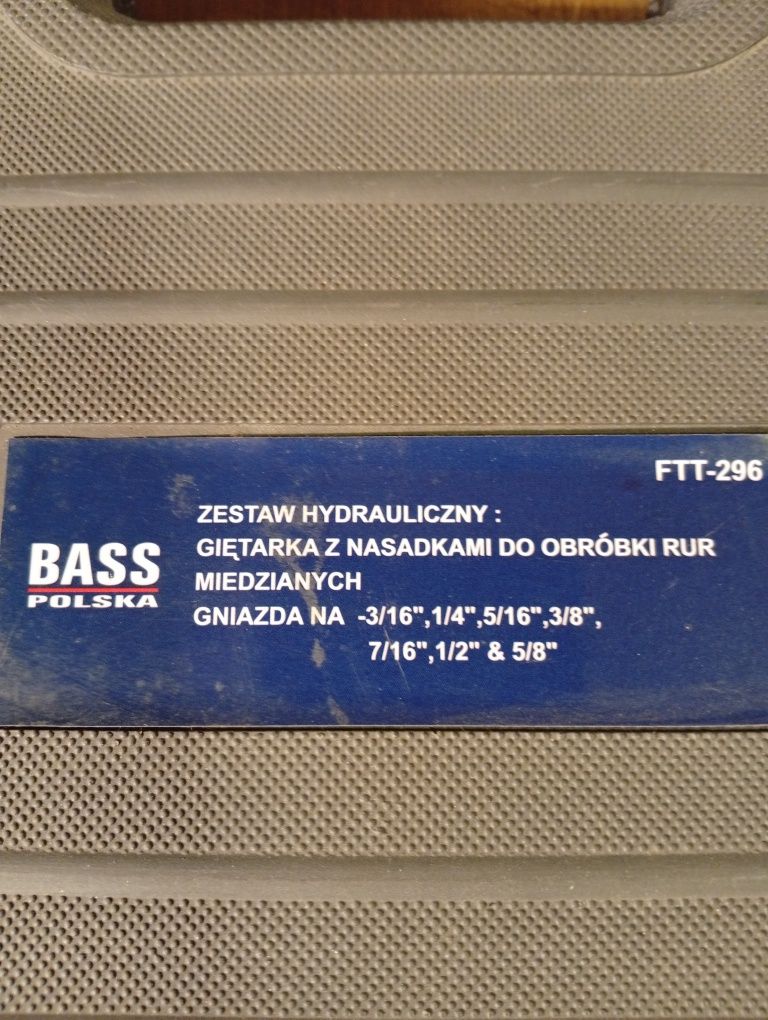 FTT-296
ZESTAW HYDRAULICZNY :
GIĘTARKA Z NASADKAMI DO OBRÓBKI RUR
MIEDZIANYCH
GNIAZDA NA -3/16",1/4",5/16",3/8",
7/16",1/2" & 5/8"
BASS
POLSKA